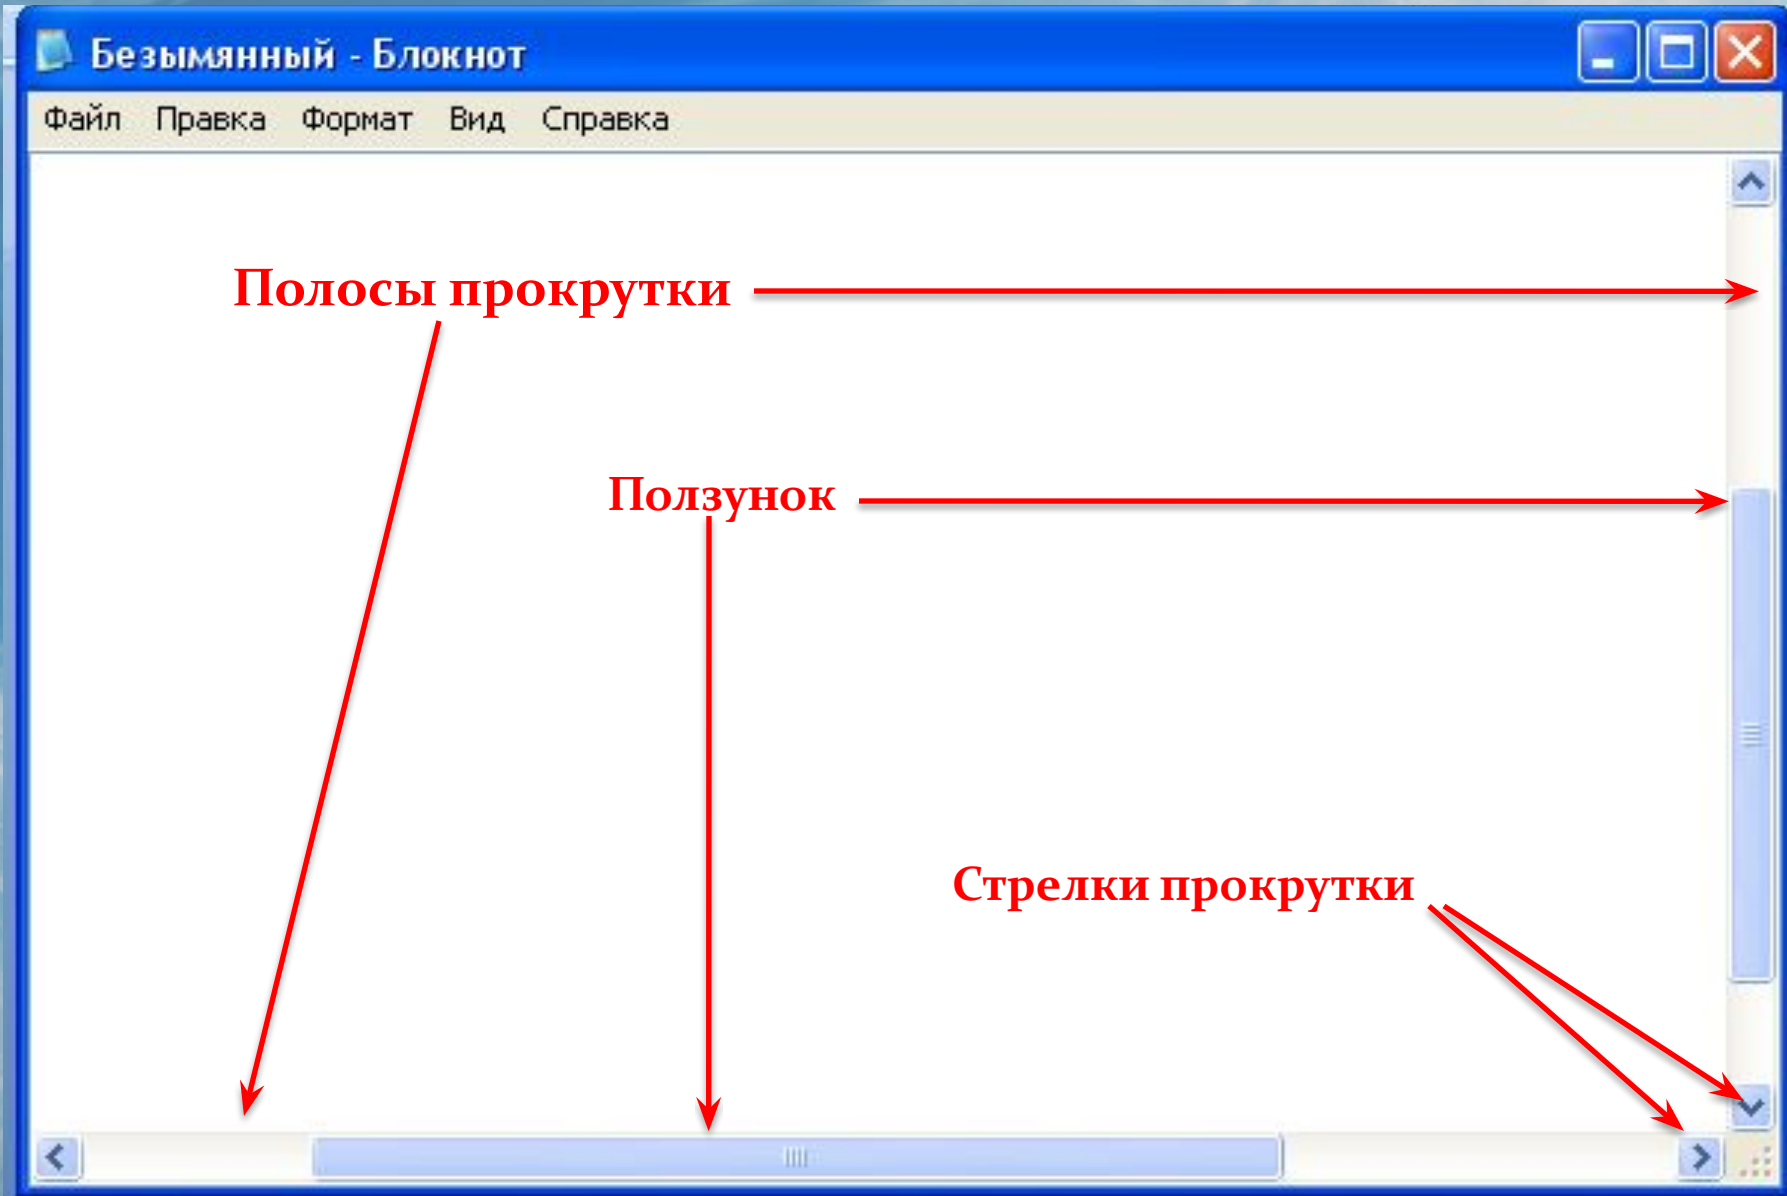 Безымянный - Блокнот
Файл Правка Формат Вид Справка
Полосы прокрутки
Ползунок
Стрелки прокрутки